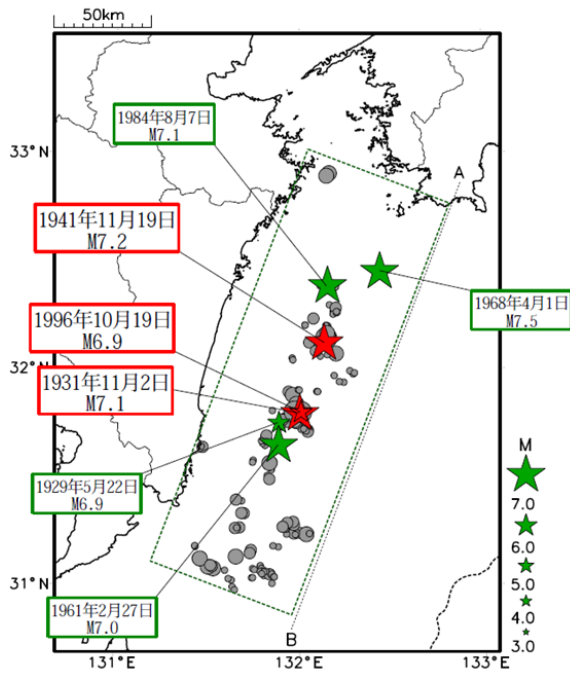 50km
1984年8月7日
M7.1
33°N
A
1941年11月19日
M7.2
1968年4月1日
M7.5
1996年10月19日
M6.9
32°N
1931年11月2日
M7.1
M
1929年5月22日
M6.9
7.0
6.0
5.0
31°N
4.0
1961年2月27日
M7.0
3.0
B
131°E
132°E
133°E